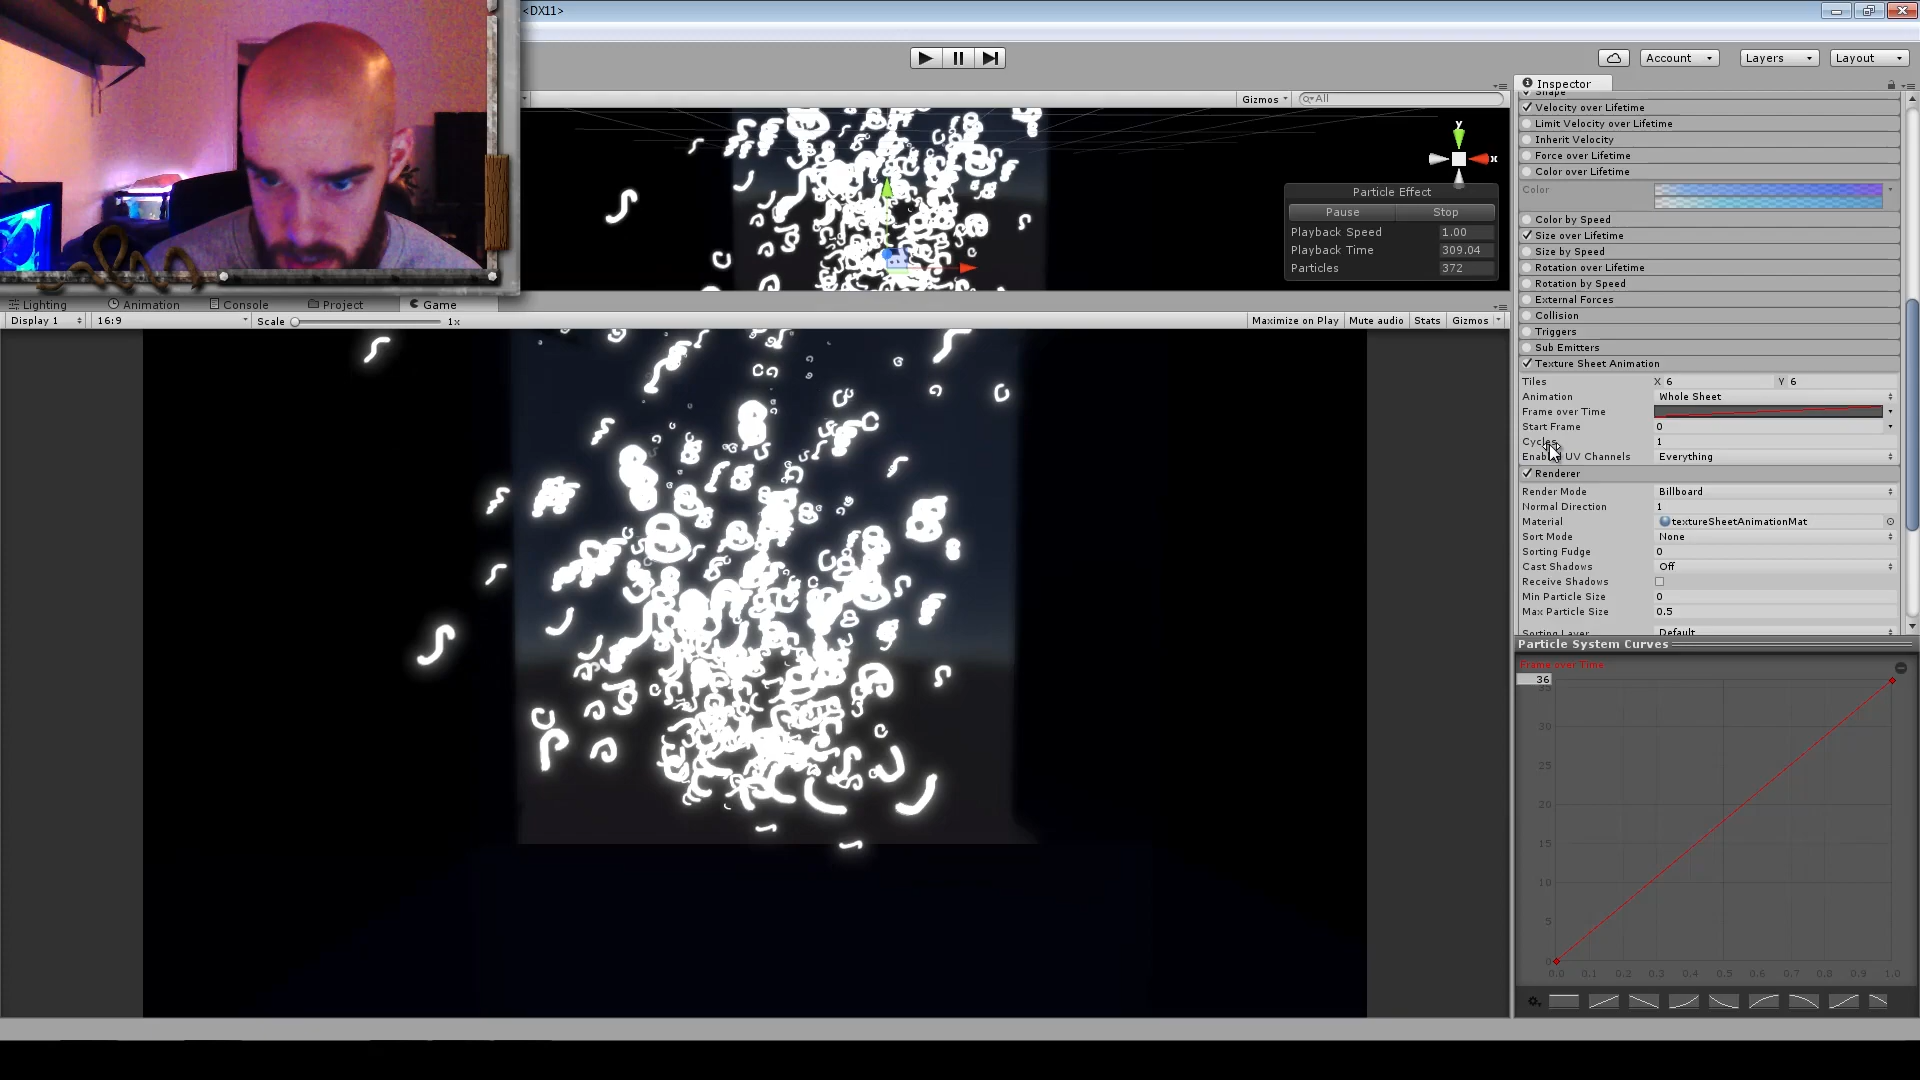 <DX11>
Account
Layers
Layout
Inspector
Gizmos
All
Shape
Velocity over Lifetime
Limit Velocity over Lifetime
Inherit Velocity
Force over Lifetime
Color over Lifetime
Color
Color by Speed
Size over Lifetime
Size by Speed
Rotation over Lifetime
Rotation by Speed
External Forces
Collision
Triggers
Sub Emitters
Texture Sheet Animation
Tiles X 6 Y 6
Animation Whole Sheet
Frame over Time
Start Frame 0
Cycles 1
Enabled UV Channels Everything
Renderer
Render Mode Billboard
Normal Direction 1
Material textureSheetAnimationMat
Sort Mode None
Sorting Fudge 0
Cast Shadows Off
Receive Shadows
Min Particle Size 0
Max Particle Size 0.5
Sorting Layer Default
y
x
Particle Effect
Pause Stop
Playback Speed 1.00
Playback Time 309.04
Particles 372
Lighting Animation Console Project Game
Display 1 16:9 Scale 1x Maximize on Play Mute audio Stats Gizmos
Particle System Curves
Frame over Time
36
35
30
25
20
15
10
5
0
0.0 0.1 0.2 0.3 0.4 0.5 0.6 0.7 0.8 0.9 1.0